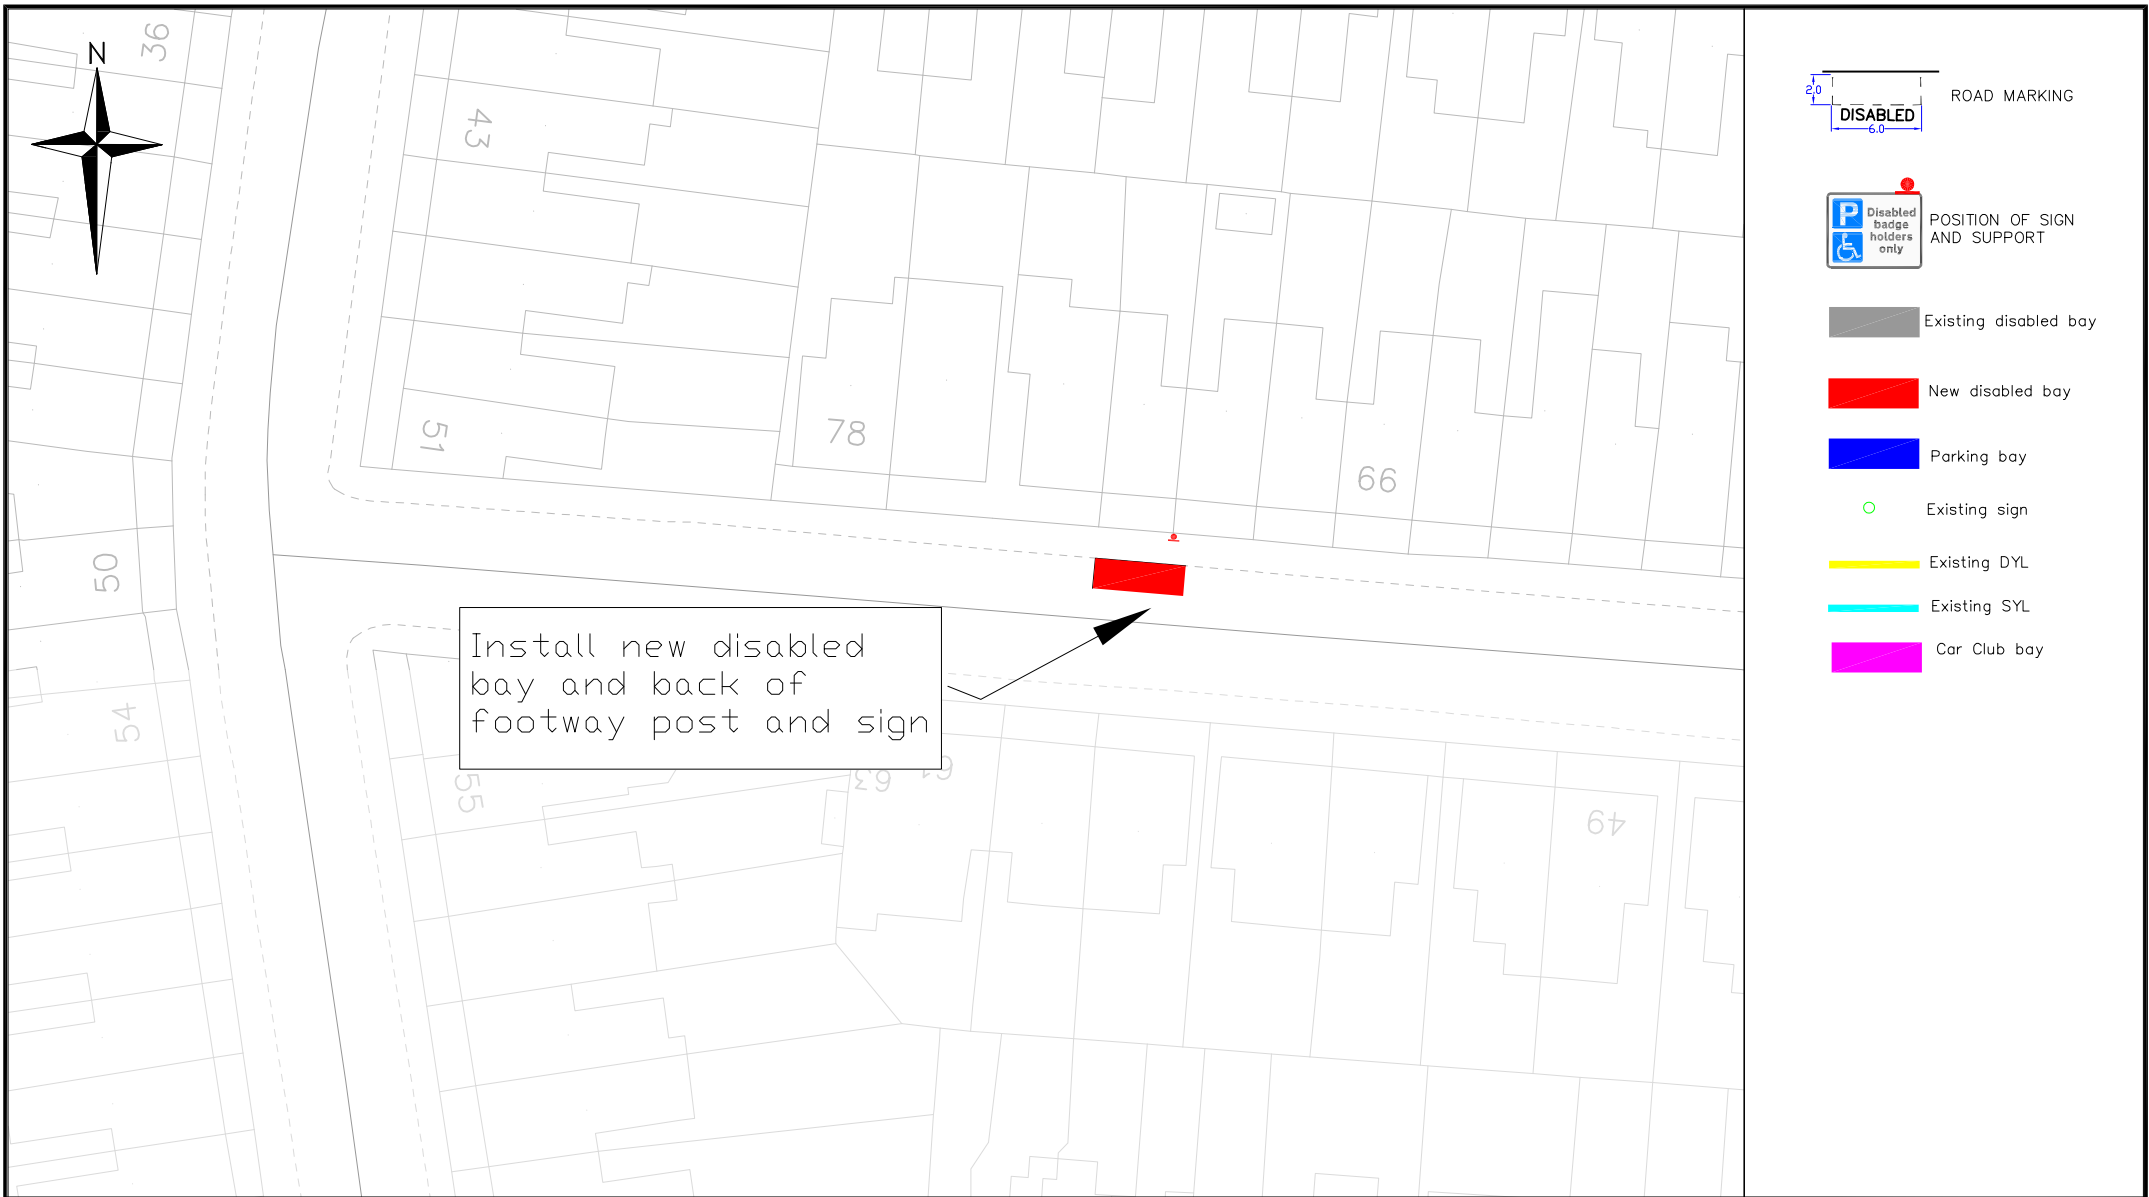 N
36
43
51
78
66
50
54
55
63
61
49
Install new disabled
bay and back of
footway post and sign
2.0
DISABLED
6.0
ROAD MARKING
P
Disabled
badge
holders
only
POSITION OF SIGN
AND SUPPORT
Existing disabled bay
New disabled bay
Parking bay
Existing sign
Existing DYL
Existing SYL
Car Club bay